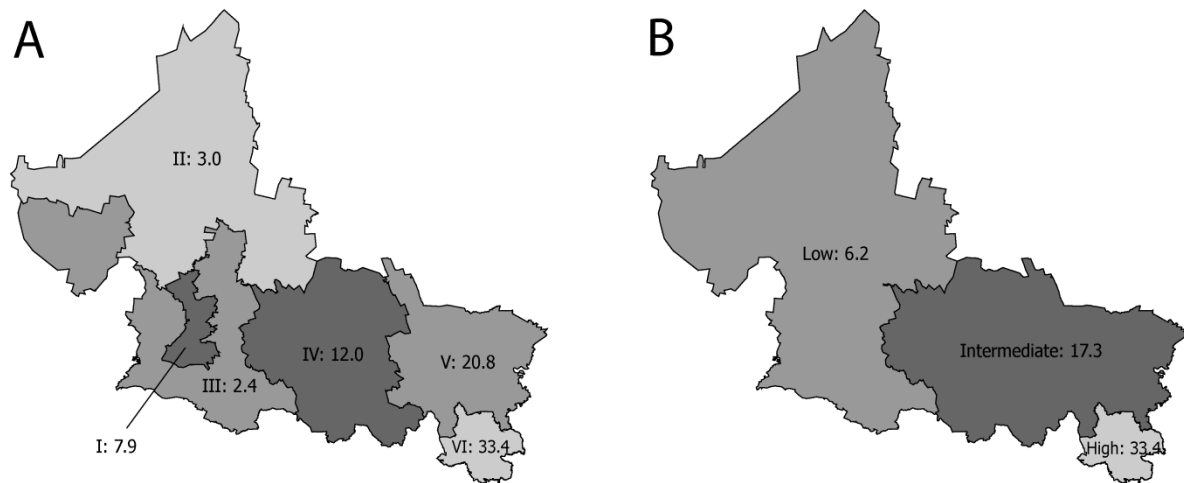 A
II: 3.0
IV: 12.0
V: 20.8
III: 2.4
I: 7.9
VI: 33.4
B
Low: 6.2
Intermediate: 17.3
High: 33.4